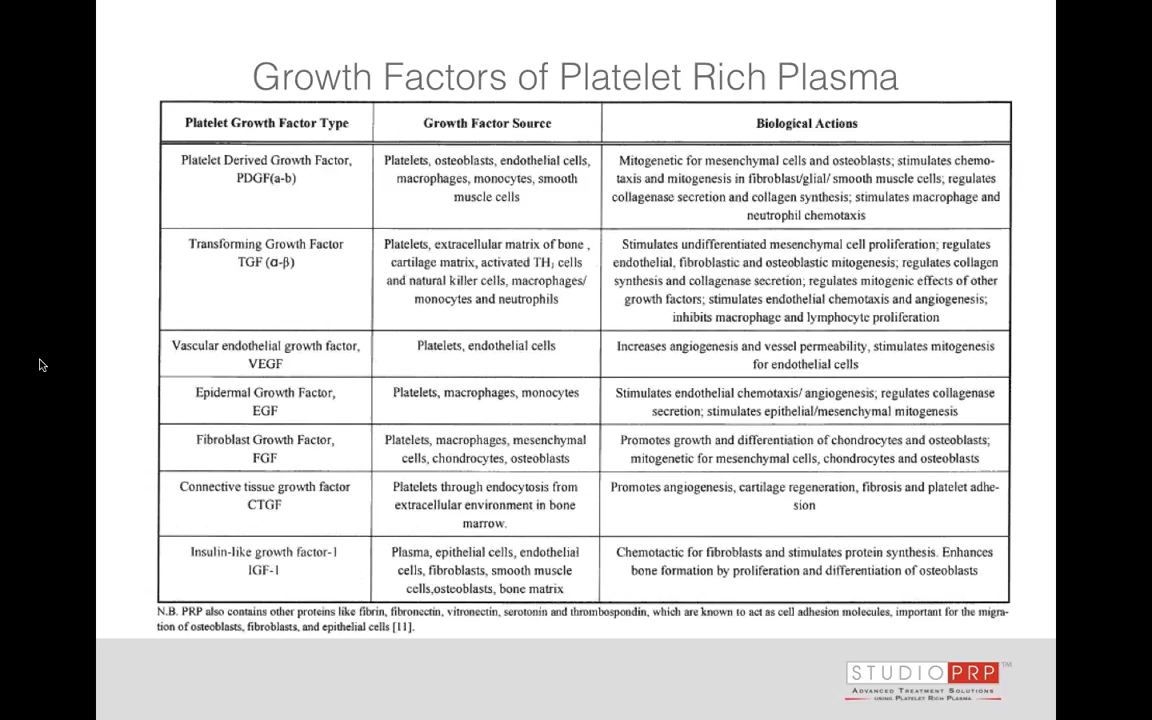 Growth Factors of Platelet Rich Plasma
Platelet Growth Factor Type
Growth Factor Source
Biological Actions
Platelet Derived Growth Factor,
PDGF(a-b)
Platelets, osteoblasts, endothelial cells,
macrophages, monocytes, smooth
muscle cells
Mitogenetic for mesenchymal cells and osteoblasts; stimulates chemo-
taxis and mitogenesis in fibroblast/glial/ smooth muscle cells; regulates
collagenase secretion and collagen synthesis; stimulates macrophage and
neutrophil chemotaxis
Transforming Growth Factor
TGF (α-β)
Platelets, extracellular matrix of bone ,
cartilage matrix, activated TH₁ cells
and natural killer cells, macrophages/
monocytes and neutrophils
Stimulates undifferentiated mesenchymal cell proliferation; regulates
endothelial, fibroblastic and osteoblastic mitogenesis; regulates collagen
synthesis and collagenase secretion; regulates mitogenic effects of other
growth factors; stimulates endothelial chemotaxis and angiogenesis;
inhibits macrophage and lymphocyte proliferation
Vascular endothelial growth factor,
VEGF
Platelets, endothelial cells
Increases angiogenesis and vessel permeability, stimulates mitogenesis
for endothelial cells
Epidermal Growth Factor,
EGF
Platelets, macrophages, monocytes
Stimulates endothelial chemotaxis/ angiogenesis; regulates collagenase
secretion; stimulates epithelial/mesenchymal mitogenesis
Fibroblast Growth Factor,
FGF
Platelets, macrophages, mesenchymal
cells, chondrocytes, osteoblasts
Promotes growth and differentiation of chondrocytes and osteoblasts;
mitogenetic for mesenchymal cells, chondrocytes and osteoblasts
Connective tissue growth factor
CTGF
Platelets through endocytosis from
extracellular environment in bone
marrow.
Promotes angiogenesis, cartilage regeneration, fibrosis and platelet adhe-
sion
Insulin-like growth factor-1
IGF-1
Plasma, epithelial cells, endothelial
cells, fibroblasts, smooth muscle
cells,osteoblasts, bone matrix
Chemotactic for fibroblasts and stimulates protein synthesis. Enhances
bone formation by proliferation and differentiation of osteoblasts
N.B. PRP also contains other proteins like fibrin, fibronectin, vitronectin, serotonin and thrombospondin, which are known to act as cell adhesion molecules, important for the migra-
tion of osteoblasts, fibroblasts, and epithelial cells [11].
STUDIO PRP ™
ADVANCED TREATMENT SOLUTIONS
USING PLATELET RICH PLASMA